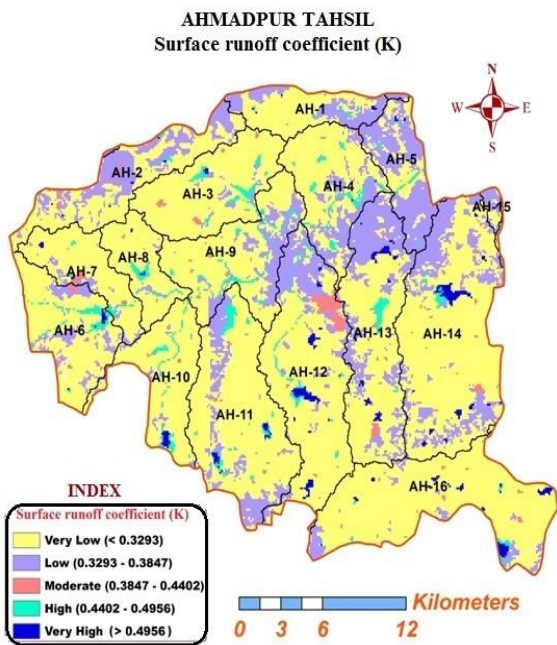 AHMADPUR TAHSIL
Surface runoff coefficient (K)
N
W E
S
AH-1
AH-2
AH-5
AH-3
AH-4
AH-15
AH-8
AH-9
AH-7
AH-6
AH-13
AH-14
AH-10
AH-12
AH-11
AH-16
INDEX
Surface runoff coefficient (K)
Very Low (< 0.3293)
Low (0.3293 - 0.3847)
Moderate (0.3847 - 0.4402)
High (0.4402 - 0.4956)
Very High (> 0.4956)
Kilometers
0 3 6 12